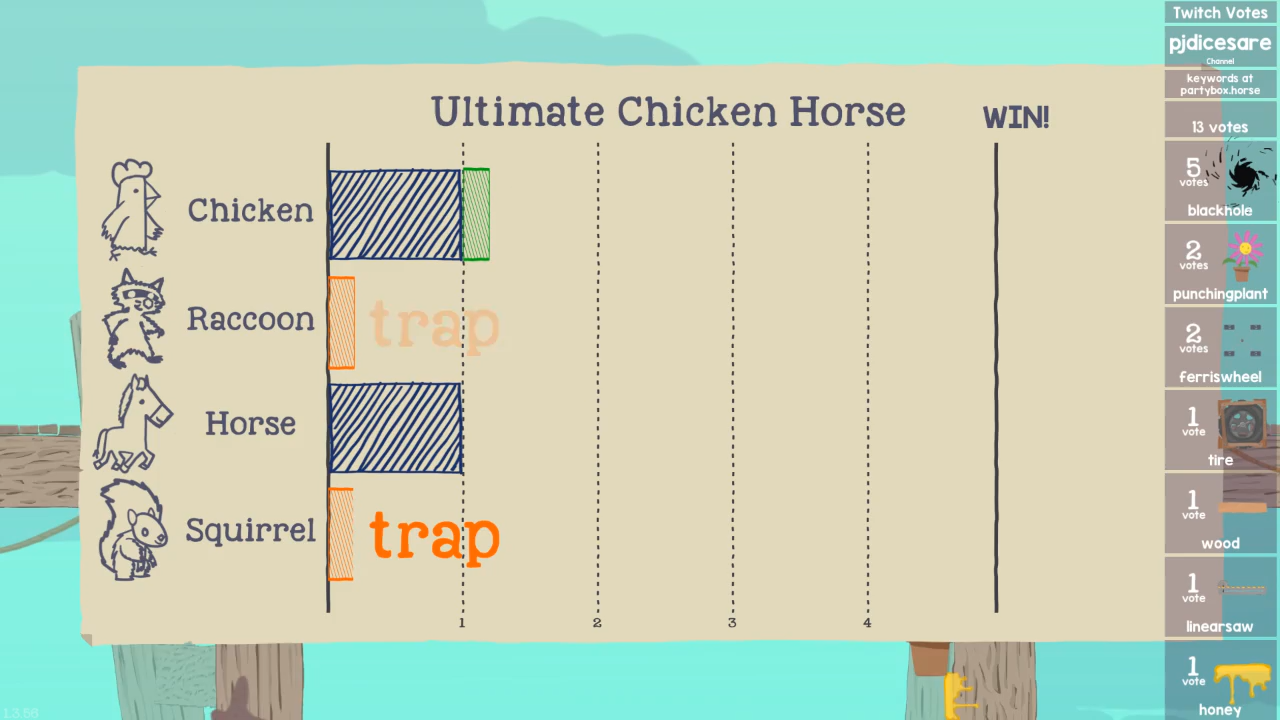 Ultimate Chicken Horse
WIN!
Chicken
Raccoon trap
Horse
Squirrel trap
1 2 3 4
Twitch Votes
pjdicesare
Channel
keywords at
partybox.horse
13 votes
5
votes
blackhole
2
votes
punchingplant
2
votes
ferriswheel
1
vote
tire
1
vote
wood
1
vote
linearsaw
1
vote
honey